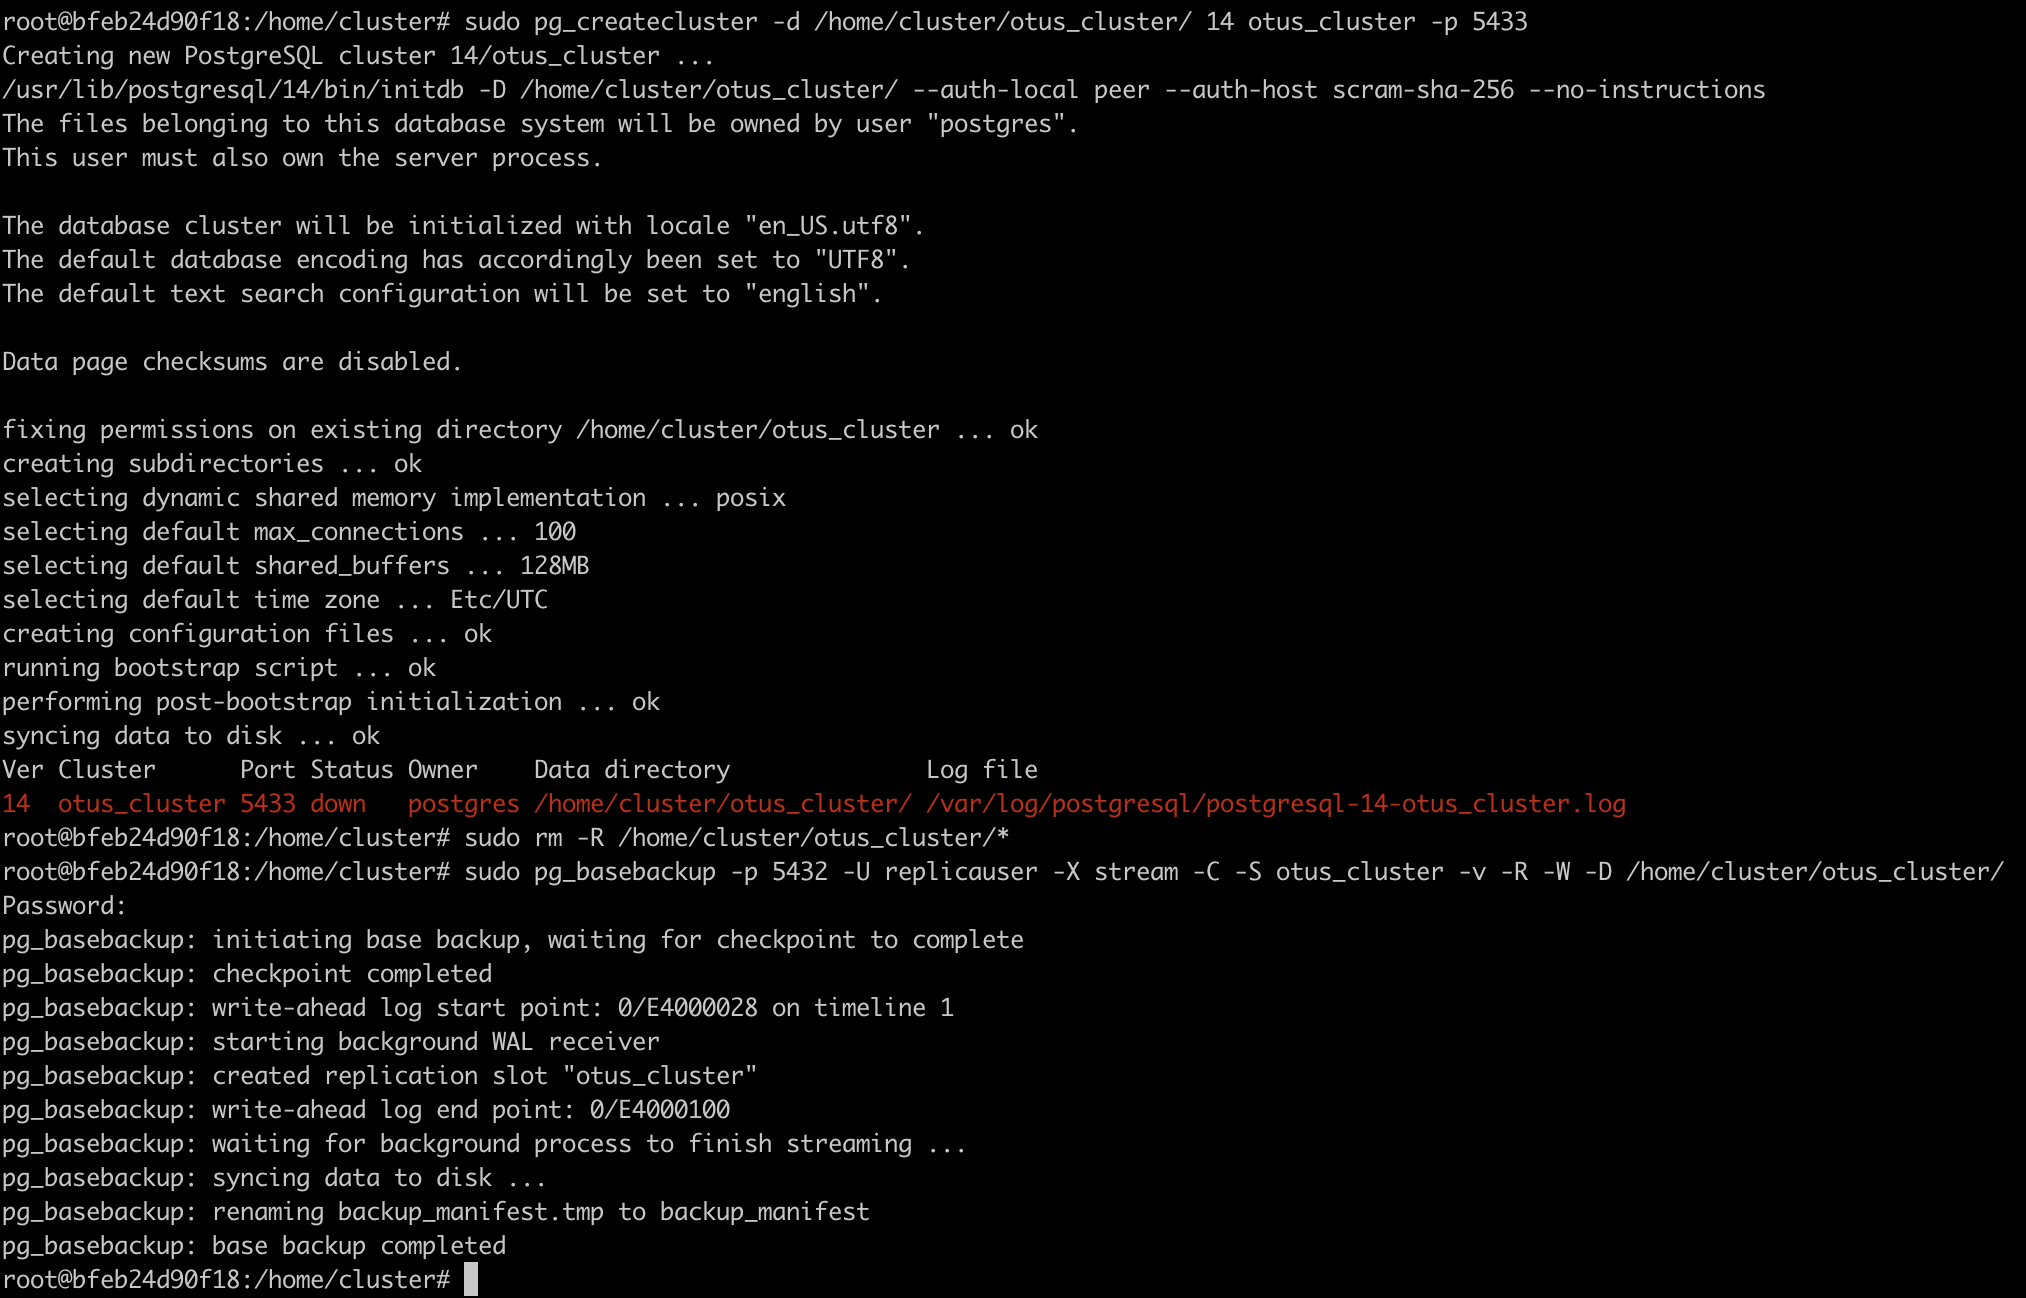 root@bfeb24d90f18:/home/cluster# sudo pg_createcluster -d /home/cluster/otus_cluster/ 14 otus_cluster -p 5433
Creating new PostgreSQL cluster 14/otus_cluster ...
/usr/lib/postgresql/14/bin/initdb -D /home/cluster/otus_cluster/ --auth-local peer --auth-host scram-sha-256 --no-instructions
The files belonging to this database system will be owned by user "postgres".
This user must also own the server process.

The database cluster will be initialized with locale "en_US.utf8".
The default database encoding has accordingly been set to "UTF8".
The default text search configuration will be set to "english".

Data page checksums are disabled.

fixing permissions on existing directory /home/cluster/otus_cluster ... ok
creating subdirectories ... ok
selecting dynamic shared memory implementation ... posix
selecting default max_connections ... 100
selecting default shared_buffers ... 128MB
selecting default time zone ... Etc/UTC
creating configuration files ... ok
running bootstrap script ... ok
performing post-bootstrap initialization ... ok
syncing data to disk ... ok
Ver Cluster      Port Status Owner    Data directory              Log file
14  otus_cluster 5433 down   postgres /home/cluster/otus_cluster/ /var/log/postgresql/postgresql-14-otus_cluster.log
root@bfeb24d90f18:/home/cluster# sudo rm -R /home/cluster/otus_cluster/*
root@bfeb24d90f18:/home/cluster# sudo pg_basebackup -p 5432 -U replicauser -X stream -C -S otus_cluster -v -R -W -D /home/cluster/otus_cluster/
Password:
pg_basebackup: initiating base backup, waiting for checkpoint to complete
pg_basebackup: checkpoint completed
pg_basebackup: write-ahead log start point: 0/E4000028 on timeline 1
pg_basebackup: starting background WAL receiver
pg_basebackup: created replication slot "otus_cluster"
pg_basebackup: write-ahead log end point: 0/E4000100
pg_basebackup: waiting for background process to finish streaming ...
pg_basebackup: syncing data to disk ...
pg_basebackup: renaming backup_manifest.tmp to backup_manifest
pg_basebackup: base backup completed
root@bfeb24d90f18:/home/cluster#